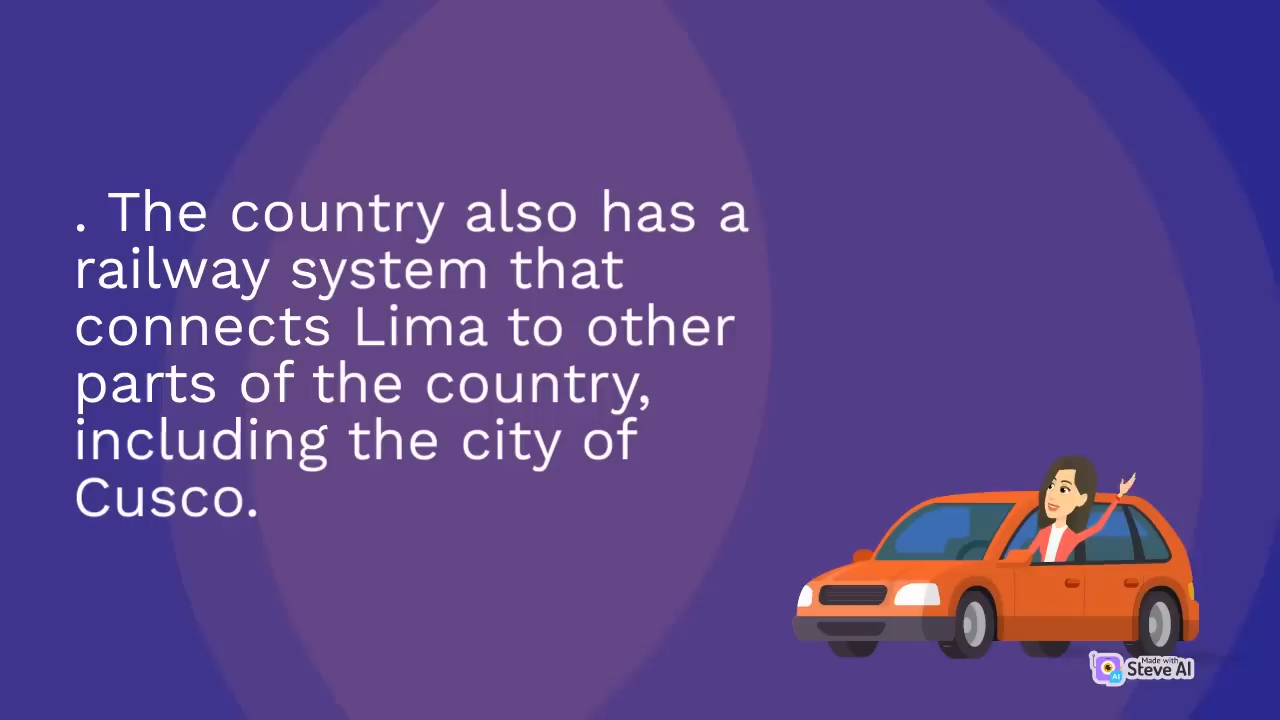 . The country also has a
railway system that
connects Lima to other
parts of the country,
including the city of
Cusco.
Made with
Steve AI
AI